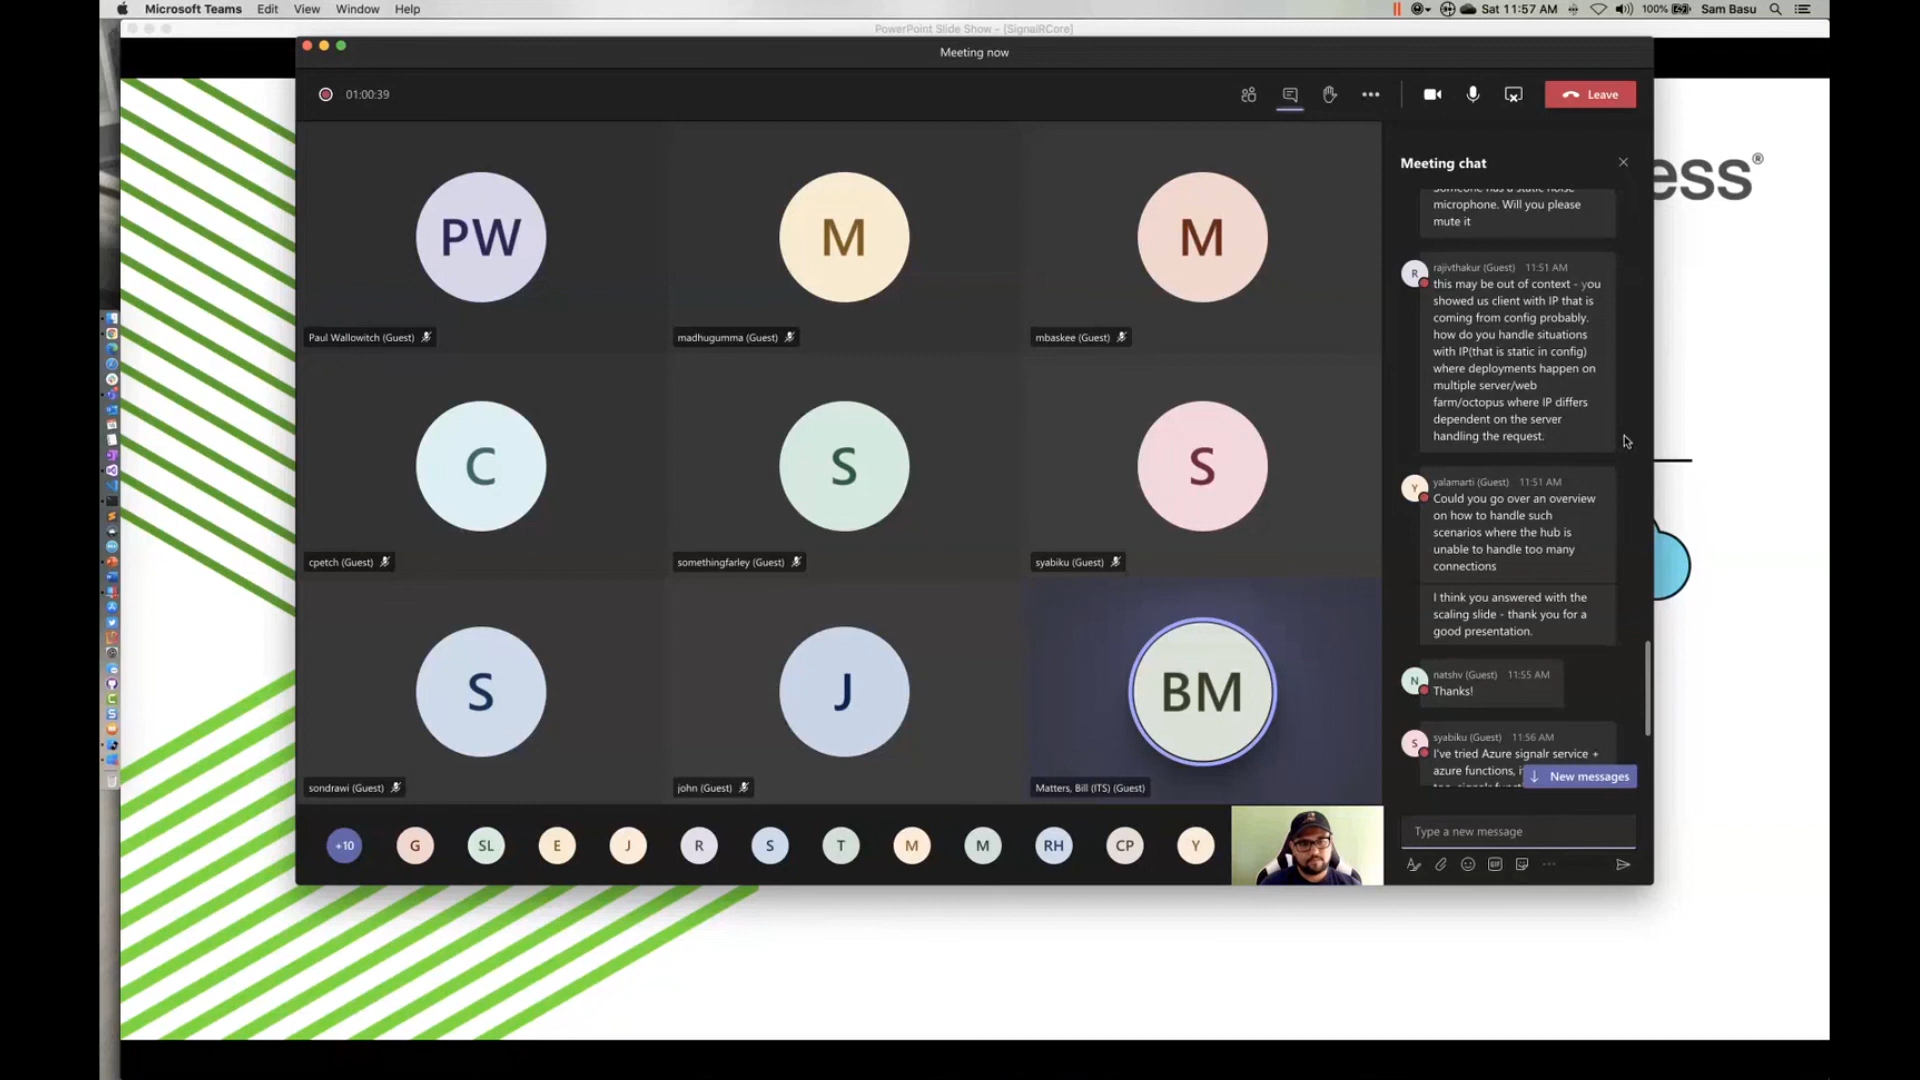 Microsoft Teams Edit View Window Help
Sat 11:57 AM 100% Sam Basu
PowerPoint Slide Show - [SignalRCore]
Meeting now
01:00:39
Leave
ess®
Meeting chat
Someone has a static noise
microphone. Will you please
mute it
R
rajivthakur (Guest) 11:51 AM
this may be out of context - you
showed us client with IP that is
coming from config probably.
how do you handle situations
with IP(that is static in config)
where deployments happen on
multiple server/web
farm/octopus where IP differs
dependent on the server
handling the request.
Y
yalamarti (Guest) 11:51 AM
Could you go over an overview
on how to handle such
scenarios where the hub is
unable to handle too many
connections
I think you answered with the
scaling slide - thank you for a
good presentation.
N
natshv (Guest) 11:55 AM
Thanks!
S
syabiku (Guest) 11:56 AM
I've tried Azure signalr service +
azure functions,
New messages
Type a new message
GIF
PW M M
Paul Wallowitch (Guest) madhugumma (Guest) mbaskee (Guest)
C S S
cpetch (Guest) somethingfarley (Guest) syabiku (Guest)
S J BM
sondrawi (Guest) john (Guest) Matters, Bill (ITS) (Guest)
+10 G SL E J R S T M M RH CP Y